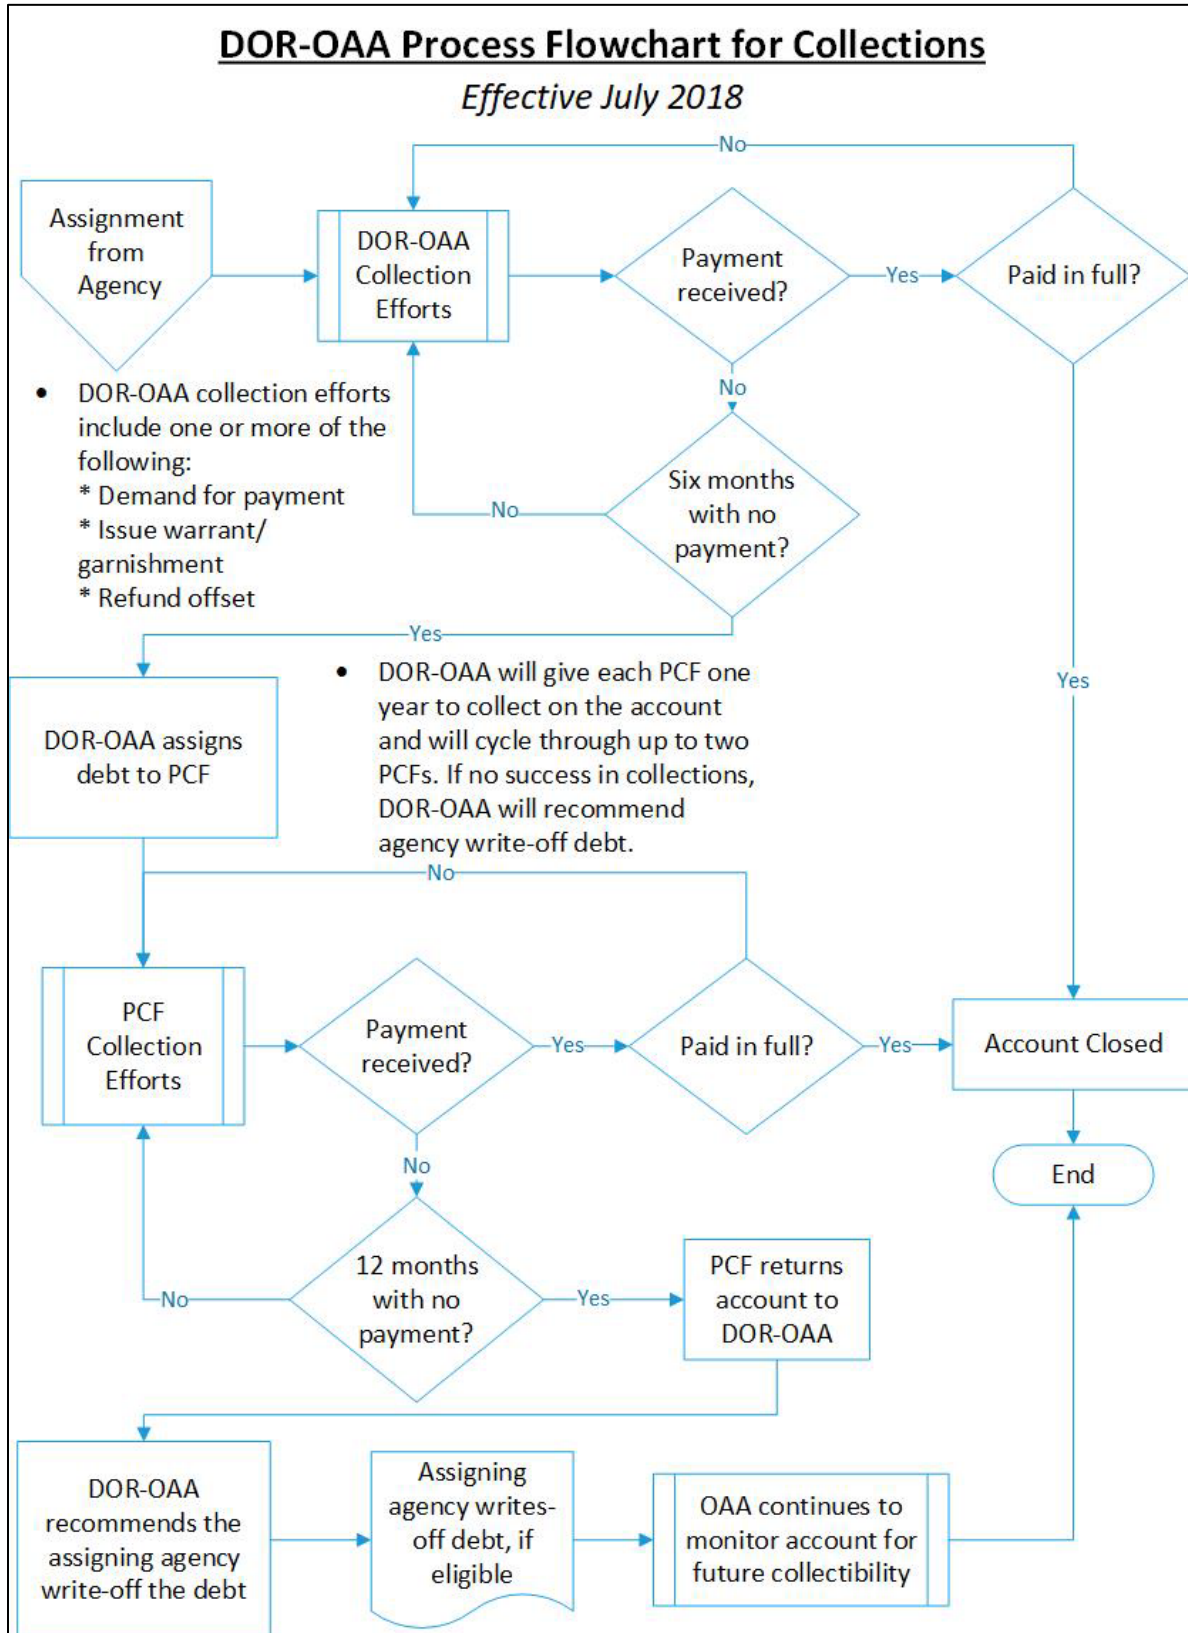 DOR-OAA Process Flowchart for Collections
Effective July 2018
No
Assignment
from
Agency
DOR-OAA
Collection
Efforts
Payment
received?
Yes
Paid in full?
No
• DOR-OAA collection efforts
include one or more of the
following:
* Demand for payment
* Issue warrant/
garnishment
* Refund offset
Six months
with no
payment?
No
Yes
Yes
DOR-OAA assigns
debt to PCF
• DOR-OAA will give each PCF one
year to collect on the account
and will cycle through up to two
PCFs. If no success in collections,
DOR-OAA will recommend
agency write-off debt.
No
PCF
Collection
Efforts
Payment
received?
Yes
Paid in full?
Yes
Account Closed
No
End
12 months
with no
payment?
No
Yes
PCF returns
account to
DOR-OAA
DOR-OAA
recommends the
assigning agency
write-off the debt
Assigning
agency writes-
off debt, if
eligible
OAA continues to
monitor account for
future collectibility